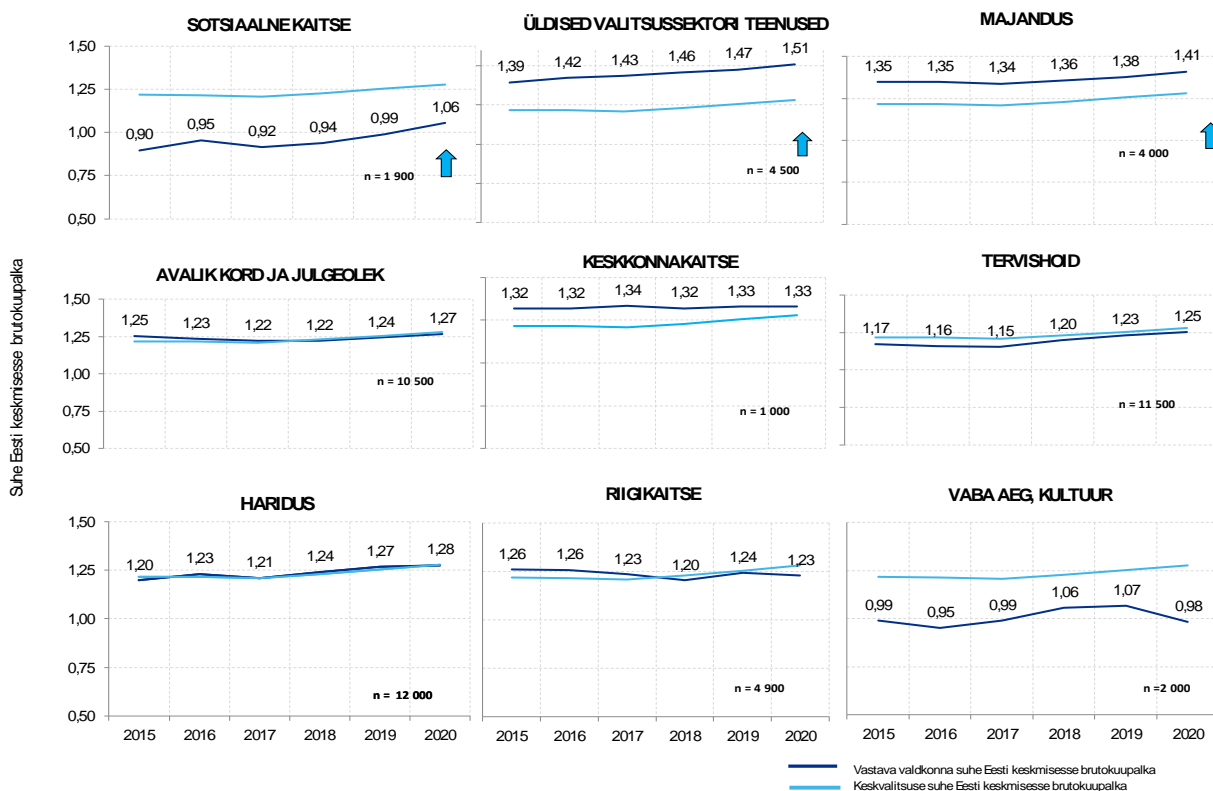 SOTSIAALNE KAITSE
1,50
1,25
1,00
0,75
0,50
0,90 0,95 0,92 0,94 0,99 1,06
n = 1 900
ÜLDISED VALITSUSSEKTORI TEENUSED
1,39 1,42 1,43 1,46 1,47 1,51
n = 4 500
MAJANDUS
1,35 1,35 1,34 1,36 1,38 1,41
n = 4 000
Suhe Eesti keskmisesse brutokuupalka
AVALIK KORD JA JULGEOLEK
1,50
1,25
1,00
0,75
0,50
1,25 1,23 1,22 1,22 1,24 1,27
n = 10 500
KESKKONNAKAITSE
1,32 1,32 1,34 1,32 1,33 1,33
n = 1 000
TERVISHOID
1,17 1,16 1,15 1,20 1,23 1,25
n = 11 500
HARIDUS
1,50
1,25
1,00
0,75
0,50
1,20 1,23 1,21 1,24 1,27 1,28
n = 12 000
2015 2016 2017 2018 2019 2020
RIIGIKAITSE
1,26 1,26 1,23 1,20 1,24 1,23
n = 4 900
2015 2016 2017 2018 2019 2020
VABA AEG, KULTUUR
0,99 0,95 0,99 1,06 1,07 0,98
n =2 000
2015 2016 2017 2018 2019 2020
Vastava valdkonna suhe Eesti keskmisesse brutokuupalka
Keskvalitsuse suhe Eesti keskmisesse brutokuupalka